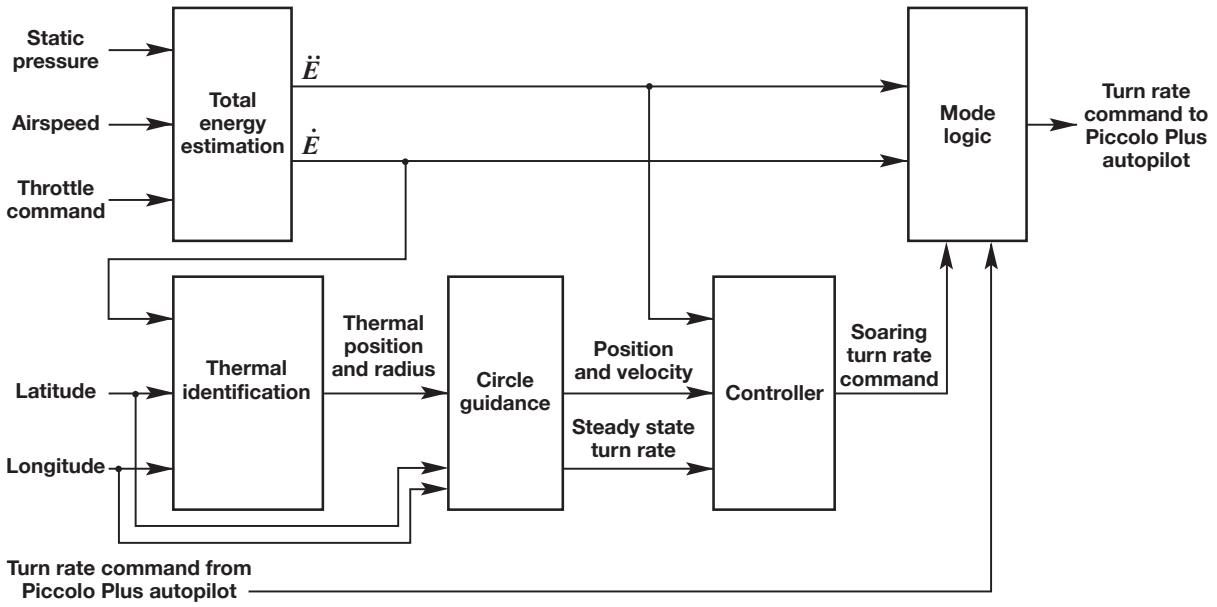 Static
pressure
Airspeed
Throttle
command
Total
energy
estimation
Ë
Ė
Mode
logic
Turn rate
command to
Piccolo Plus
autopilot
Latitude
Longitude
Thermal
identification
Thermal
position
and radius
Circle
guidance
Position
and velocity
Steady state
turn rate
Controller
Soaring
turn rate
command
Turn rate command from
Piccolo Plus autopilot